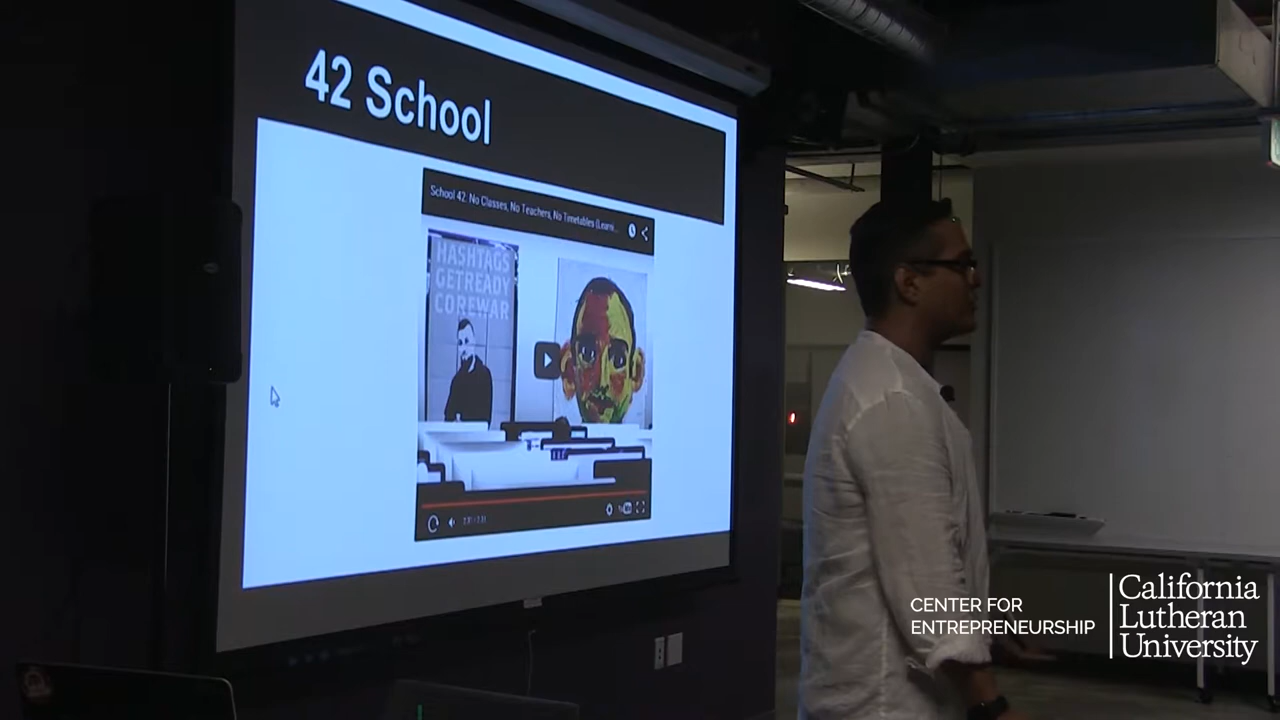 42 School
School 42: No Classes, No Teachers, No Timetables (Learni...
HASHTAGS
GETREADY
COREWAR
CENTER FOR
ENTREPRENEURSHIP
California
Lutheran
University